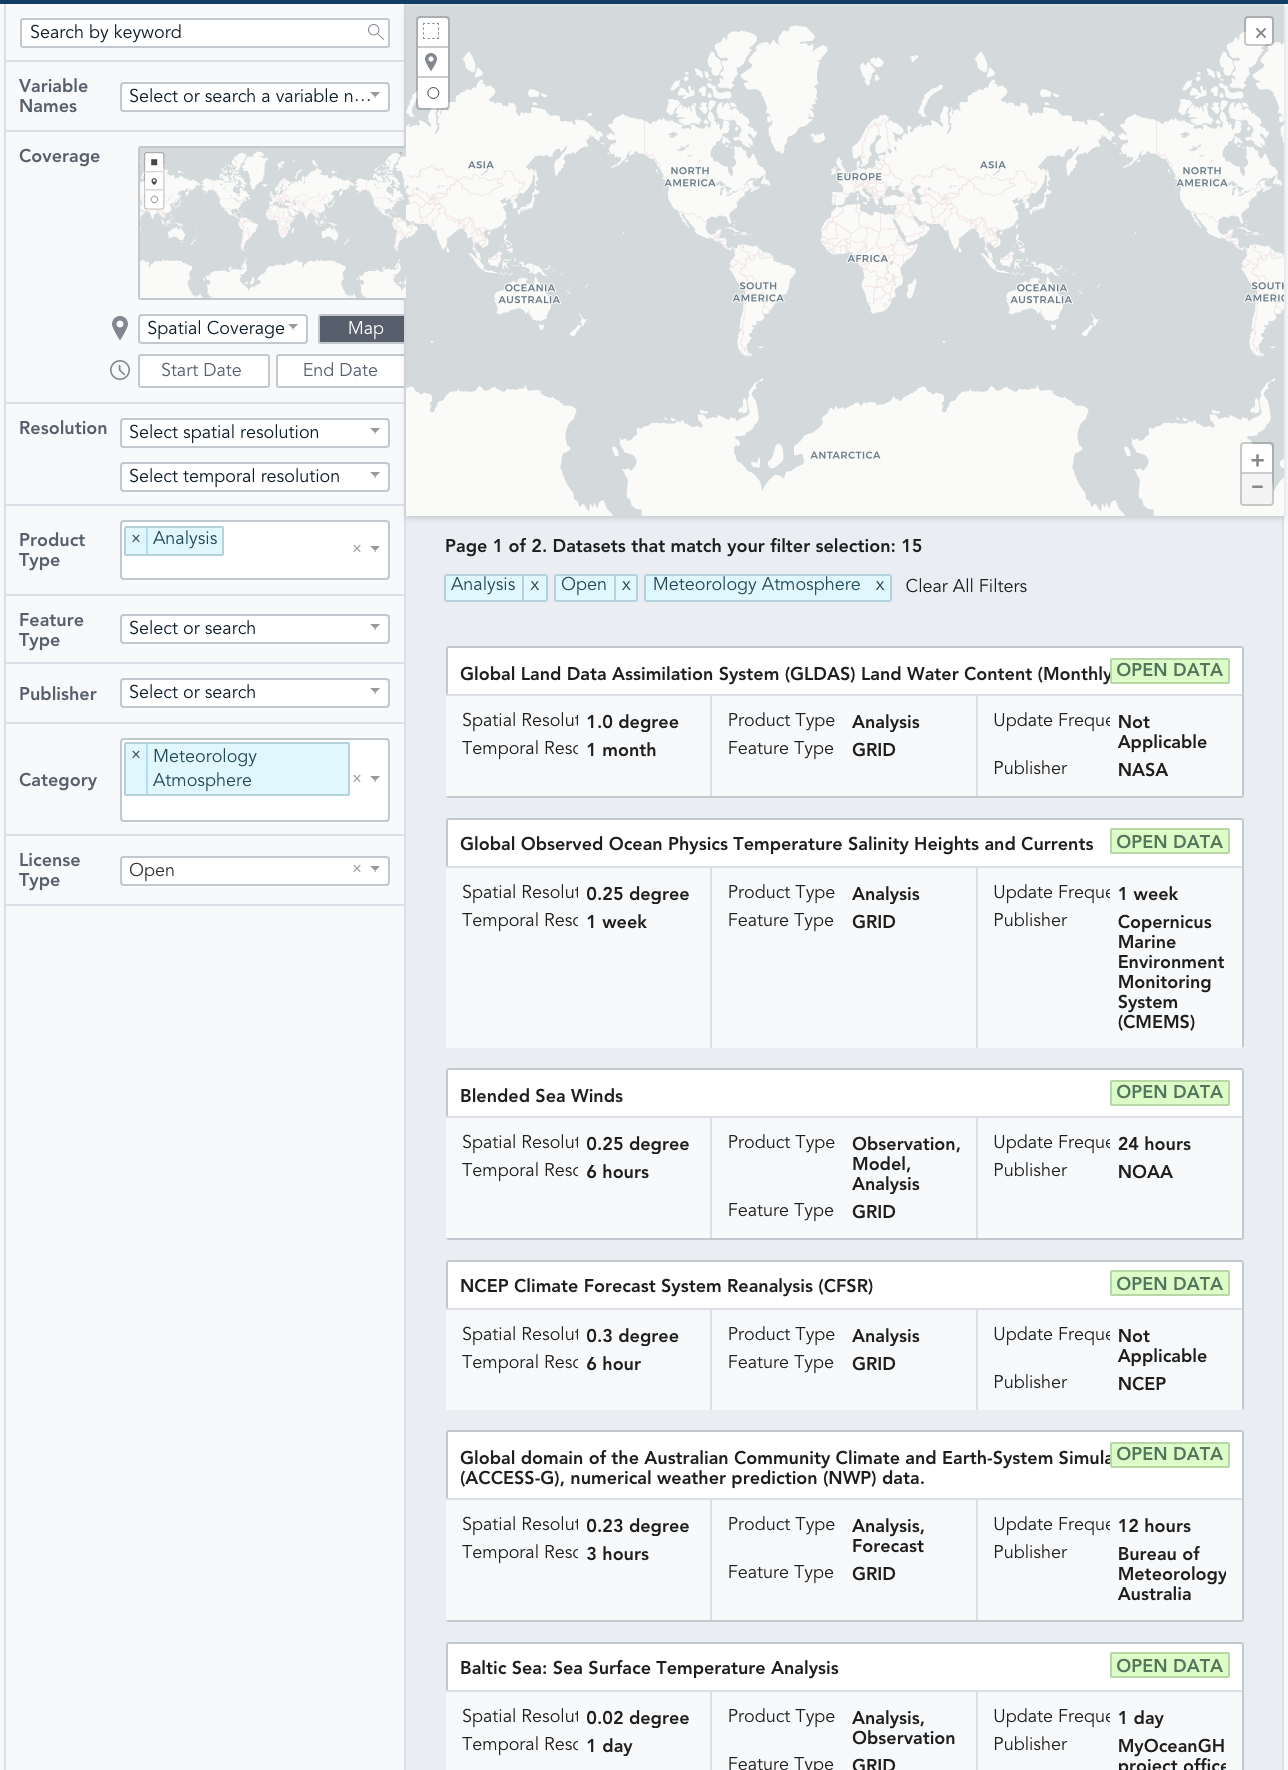 Search by keyword
Variable
Names
Select or search a variable n...
Coverage
Spatial Coverage
Map
Start Date
End Date
Resolution
Select spatial resolution
Select temporal resolution
Product
Type
× Analysis
×
Feature
Type
Select or search
Publisher
Select or search
Category
× Meteorology
Atmosphere
×
License
Type
Open
×
×
ASIA
NORTH
AMERICA
EUROPE
ASIA
NORTH
AMERICA
AFRICA
OCEANIA
AUSTRALIA
SOUTH
AMERICA
OCEANIA
AUSTRALIA
SOUTH
AMERIC
ANTARCTICA
+
−
Page 1 of 2. Datasets that match your filter selection: 15
Analysis x Open x Meteorology Atmosphere x Clear All Filters
Global Land Data Assimilation System (GLDAS) Land Water Content (Monthly
OPEN DATA
Spatial Resolut 1.0 degree
Temporal Reso 1 month
Product Type Analysis
Feature Type GRID
Update Freque Not
Applicable
Publisher NASA
Global Observed Ocean Physics Temperature Salinity Heights and Currents
OPEN DATA
Spatial Resolut 0.25 degree
Temporal Reso 1 week
Product Type Analysis
Feature Type GRID
Update Freque 1 week
Publisher Copernicus
Marine
Environment
Monitoring
System
(CMEMS)
Blended Sea Winds
OPEN DATA
Spatial Resolut 0.25 degree
Temporal Reso 6 hours
Product Type Observation,
Model,
Analysis
Feature Type GRID
Update Freque 24 hours
Publisher NOAA
NCEP Climate Forecast System Reanalysis (CFSR)
OPEN DATA
Spatial Resolut 0.3 degree
Temporal Reso 6 hour
Product Type Analysis
Feature Type GRID
Update Freque Not
Applicable
Publisher NCEP
Global domain of the Australian Community Climate and Earth-System Simula
(ACCESS-G), numerical weather prediction (NWP) data.
OPEN DATA
Spatial Resolut 0.23 degree
Temporal Reso 3 hours
Product Type Analysis,
Forecast
Feature Type GRID
Update Freque 12 hours
Publisher Bureau of
Meteorology
Australia
Baltic Sea: Sea Surface Temperature Analysis
OPEN DATA
Spatial Resolut 0.02 degree
Temporal Reso 1 day
Product Type Analysis,
Observation
Feature Type GRID
Update Freque 1 day
Publisher MyOceanGH
project office